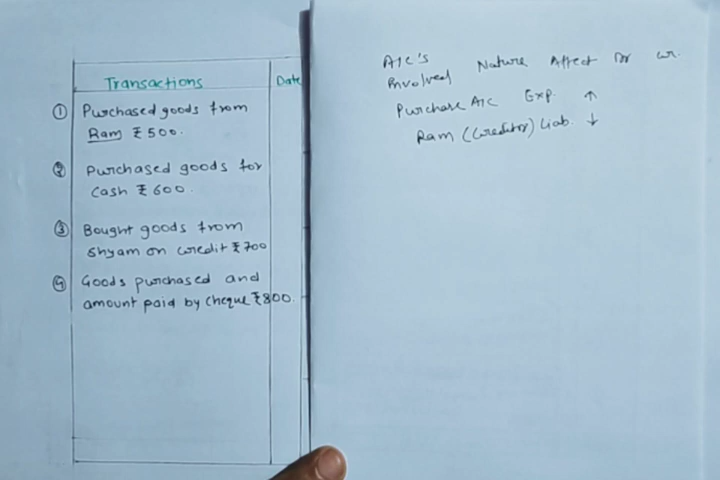 Transactions
Date
① Purchased goods from
Ram ₹ 500.
② Purchased goods for
Cash ₹ 600.
③ Bought goods from
Shyam on credit ₹ 700
④ Goods purchased and
amount paid by Cheque ₹800.
A/c's
Involved Nature Affect Dr Cr.
Purchase A/c Exp. ↑
Ram (Creditor) Liab. ↓